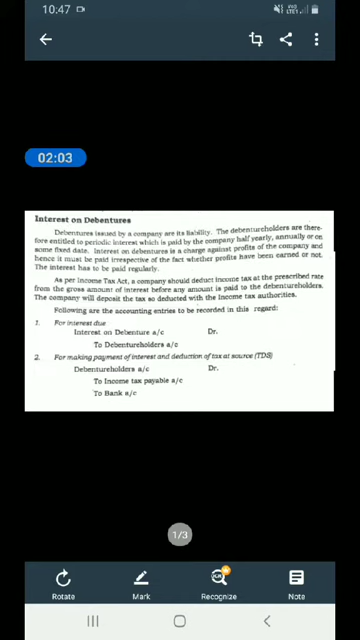 10:47
VoD
LTE1
02:03
Interest on Debentures
Debentures issued by a company are its liability. The debentureholders are there-
fore entitled to periodic interest which is paid by the company half yearly, annually or on
some fixed date. Interest on debentures is a charge against profits of the company and
hence it must be paid irrespective of the fact whether profits have been earned or not.
The interest has to be paid regularly.
As per Income Tax Act, a company should deduct income tax at the prescribed rate
from the gross amount of interest before any amount is paid to the debentureholders.
The company will deposit the tax so deducted with the Income tax authorities.
Following are the accounting entries to be recorded in this regard:
1. For interest due
Interest on Debenture a/c Dr.
To Debentureholders a/c
2. For making payment of interest and deduction of tax at source (TDS)
Debentureholders a/c Dr.
To Income tax payable a/c
To Bank a/c
1/3
Rotate Mark Recognize Note